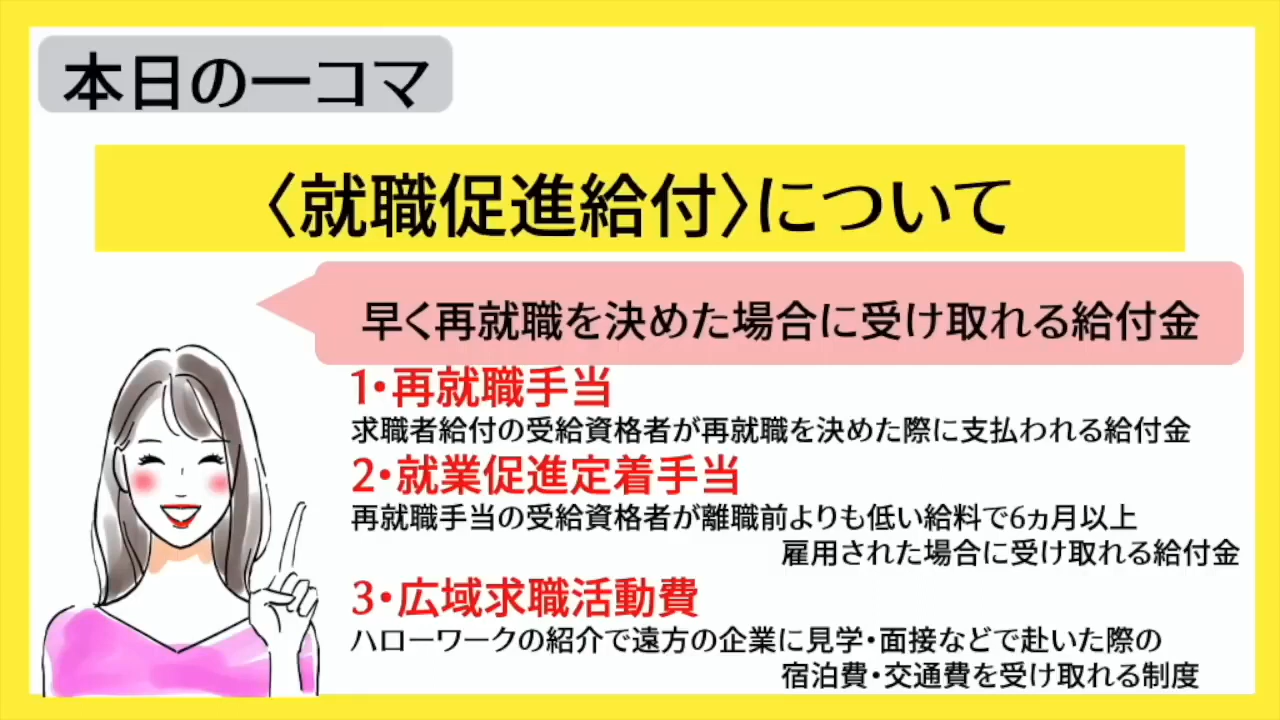 本日の一コマ
〈就職促進給付〉について
早く再就職を決めた場合に受け取れる給付金
1・再就職手当
求職者給付の受給資格者が再就職を決めた際に支払われる給付金
2・就業促進定着手当
再就職手当の受給資格者が離職前よりも低い給料で6ヵ月以上
雇用された場合に受け取れる給付金
3・広域求職活動費
ハローワークの紹介で遠方の企業に見学・面接などで赴いた際の
宿泊費・交通費を受け取れる制度